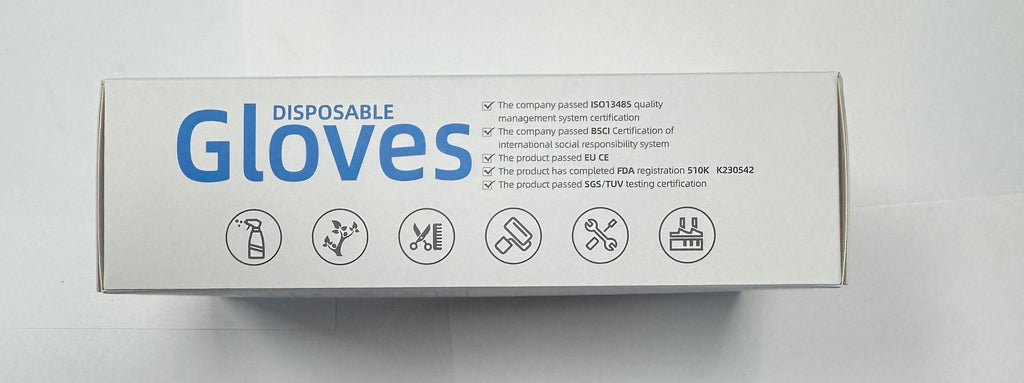 DISPOSABLE
Gloves
The company passed ISO13485 quality
management system certification
The company passed BSCI Certification of
international social responsibility system
The product passed EU CE
The product has completed FDA registration 510K K230542
The product passed SGS/TUV testing certification